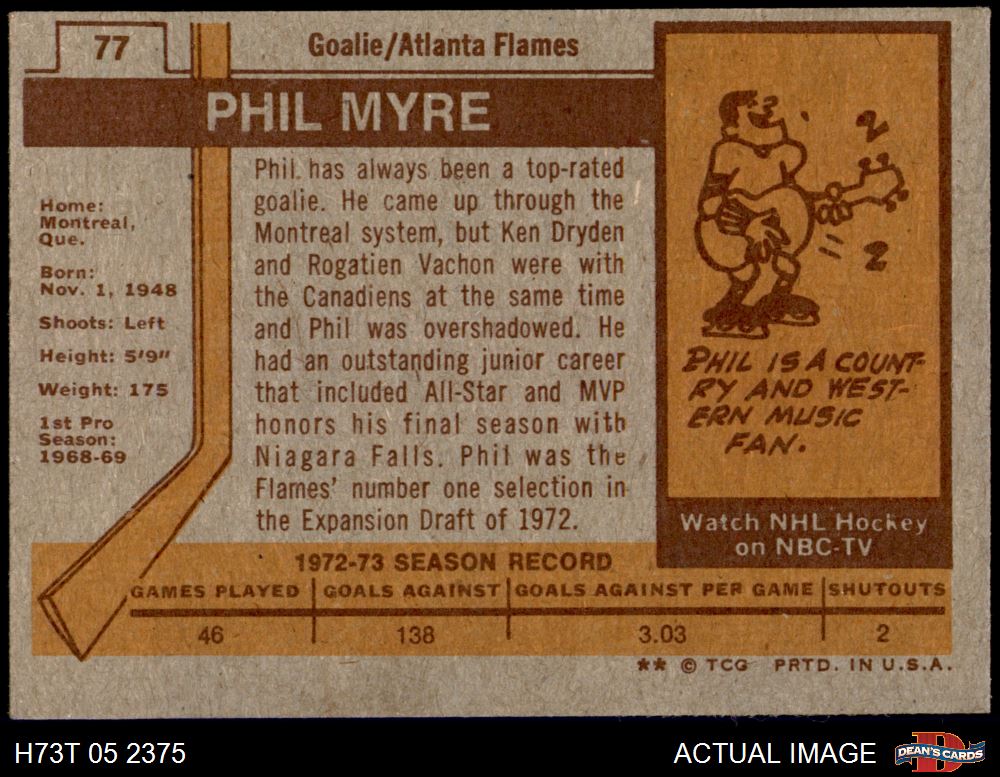 77
Goalie/Atlanta Flames
PHIL MYRE
Home:
Montreal,
Que.
Born:
Nov. 1, 1948
Shoots: Left
Height: 5'9"
Weight: 175
1st Pro
Season:
1968-69
Phil has always been a top-rated
goalie. He came up through the
Montreal system, but Ken Dryden
and Rogatien Vachon were with
the Canadiens at the same time
and Phil was overshadowed. He
had an outstanding junior career
that included All-Star and MVP
honors his final season with
Niagara Falls. Phil was the
Flames' number one selection in
the Expansion Draft of 1972.
PHIL IS A COUNT-
RY AND WEST-
ERN MUSIC
FAN.
Watch NHL Hockey
on NBC-TV
1972-73 SEASON RECORD
GAMES PLAYED GOALS AGAINST GOALS AGAINST PER GAME SHUTOUTS
46 138 3.03 2
** © TCG PRTD. IN U.S.A.
H73T 05 2375
ACTUAL IMAGE
DEAN'S CARDS